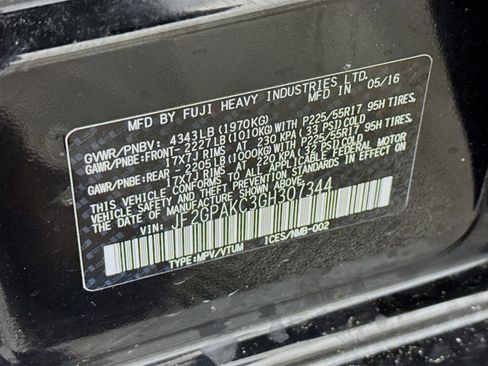 MFD. BY FUJI HEAVY INDUSTRIES LTD.
MFD. IN JAPAN 05/16
GVWR/PNBV: 4343LB (1970KG)
GAWR/PNBE:FRONT- 2227LB (1010KG) WITH P225/55R17 95H TIRES,
17X7J RIMS AT 230 KPA (33 PSI)COLD
GAWR/PNBE:REAR - 2205LB (1000KG) WITH P225/55R17 95H TIRES,
17X7J RIMS AT 220 KPA (32 PSI)COLD
THIS VEHICLE CONFORMS TO ALL APPLICABLE FEDERAL MOTOR
VEHICLE SAFETY AND THEFT PREVENTION STANDARDS IN EFFECT ON
THE DATE OF MANUFACTURE SHOWN ABOVE.
VIN: JF2GPAKC3GH307344
TYPE:MPV/VTUM ICES/NMB-002